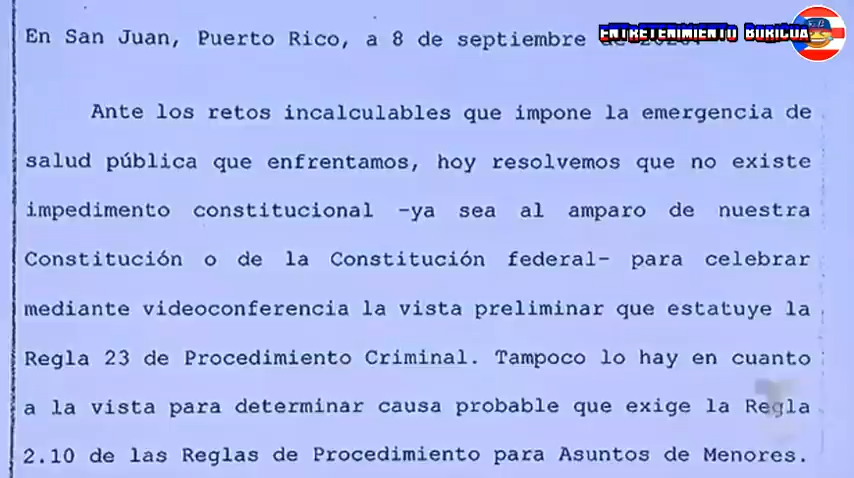 En San Juan, Puerto Rico, a 8 de septiembre
ENTRETENIMIENTO BORICUA
Ante los retos incalculables que impone la emergencia de
salud pública que enfrentamos, hoy resolvemos que no existe
impedimento constitucional -ya sea al amparo de nuestra
Constitución o de la Constitución federal- para celebrar
mediante videoconferencia la vista preliminar que estatuye la
Regla 23 de Procedimiento Criminal. Tampoco lo hay en cuanto
a la vista para determinar causa probable que exige la Regla
2.10 de las Reglas de Procedimiento para Asuntos de Menores.